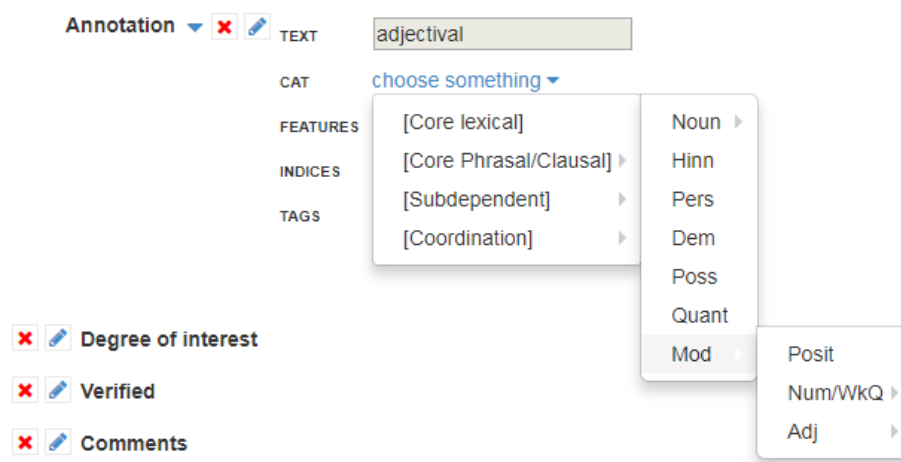 Annotation
TEXT adjectival
CAT choose something
FEATURES
INDICES
TAGS
[Core lexical]
[Core Phrasal/Clausal]
[Subdependent]
[Coordination]
Noun
Hinn
Pers
Dem
Poss
Quant
Mod
Posit
Num/WkQ
Adj
Degree of interest
Verified
Comments